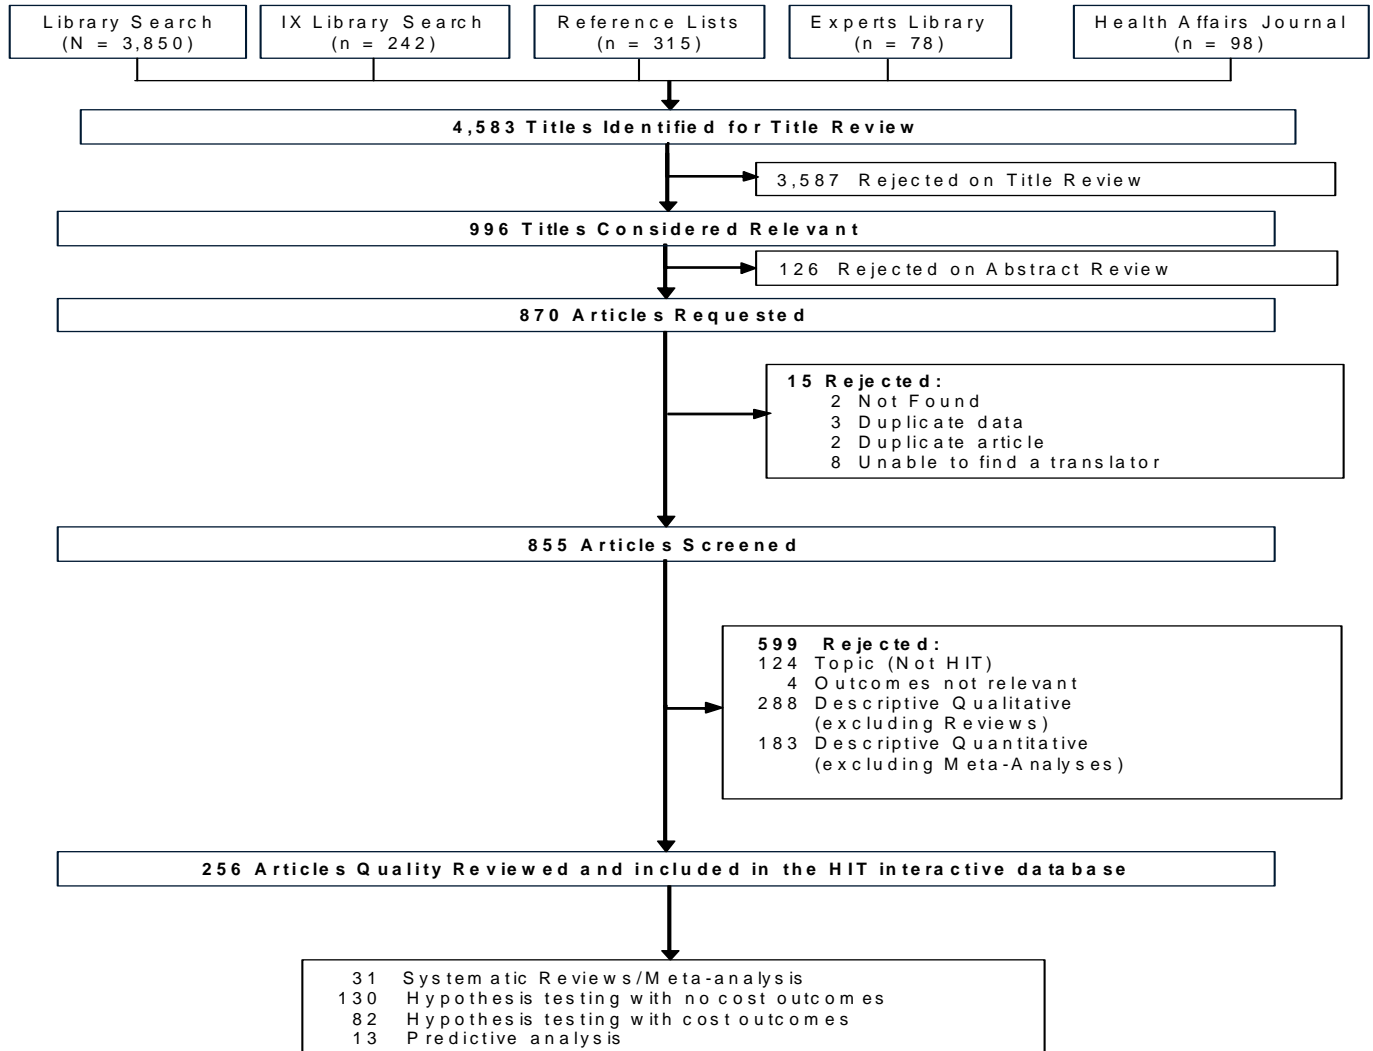 Library Search
(N = 3,850)
IX Library Search
(n = 242)
Reference Lists
(n = 315)
Experts Library
(n = 78)
Health Affairs Journal
(n = 98)
4,583 Titles Identified for Title Review
3,587 Rejected on Title Review
996 Titles Considered Relevant
126 Rejected on Abstract Review
870 Articles Requested
15 Rejected:
2 Not Found
3 Duplicate data
2 Duplicate article
8 Unable to find a translator
855 Articles Screened
599 Rejected:
124 Topic (Not HIT)
4 Outcomes not relevant
288 Descriptive Qualitative
(excluding Reviews)
183 Descriptive Quantitative
(excluding Meta-Analyses)
256 Articles Quality Reviewed and included in the HIT interactive database
31 Systematic Reviews/Meta-analysis
130 Hypothesis testing with no cost outcomes
82 Hypothesis testing with cost outcomes
13 Predictive analysis